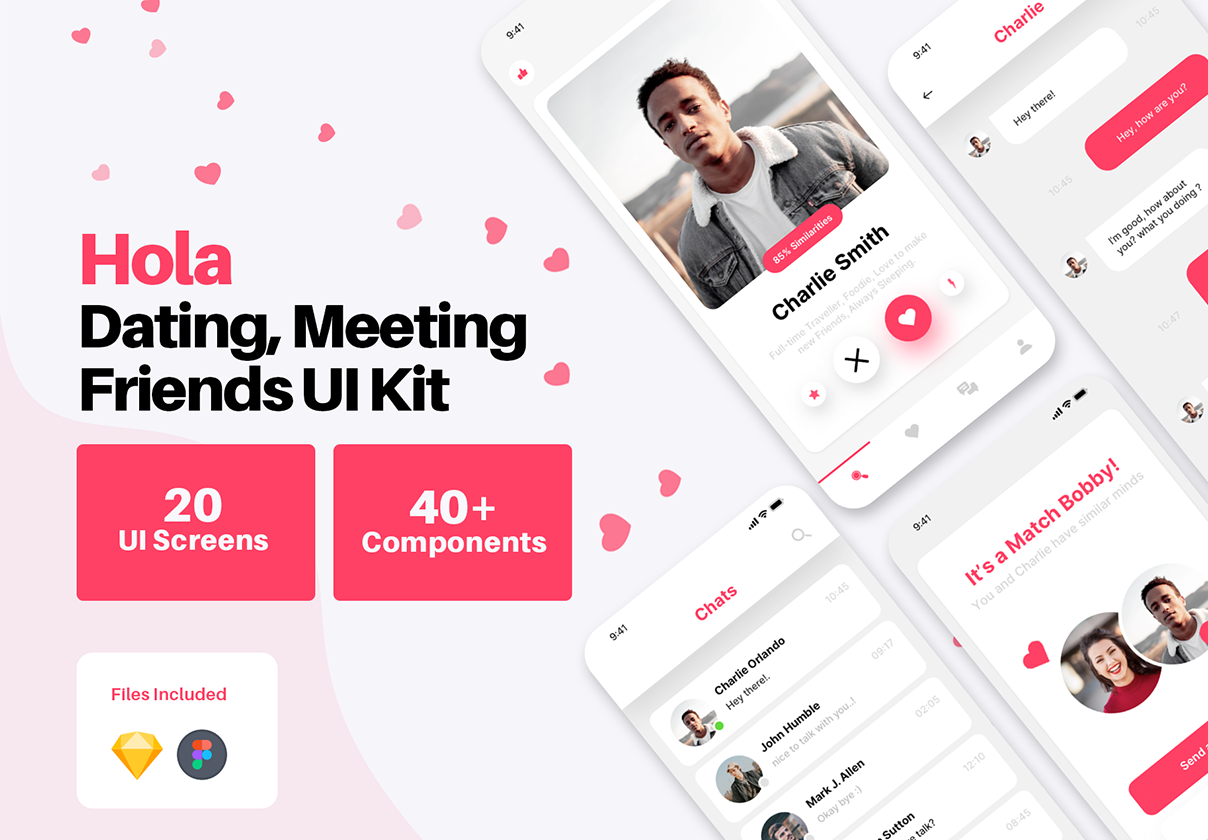 Hola
Dating, Meeting
Friends UI Kit
20
UI Screens
40+
Components
Files Included
9:41
85% Similarities
Charlie Smith
Full-time Traveller, Foodie, Love to make
new Friends, Always Sleeping.
9:41
Charlie
10:45
Hey there!
Hey, how are you?
10:45
I'm good, how about
you? what you doing ?
10:47
9:41
Chats
Charlie Orlando
Hey there!.
10:45
John Humble
nice to talk with you..!
09:17
Mark J. Allen
Okay bye :)
02:05
Sutton
talk?
12:10
08:45
9:41
It's a Match Bobby!
You and Charlie have similar minds
Send